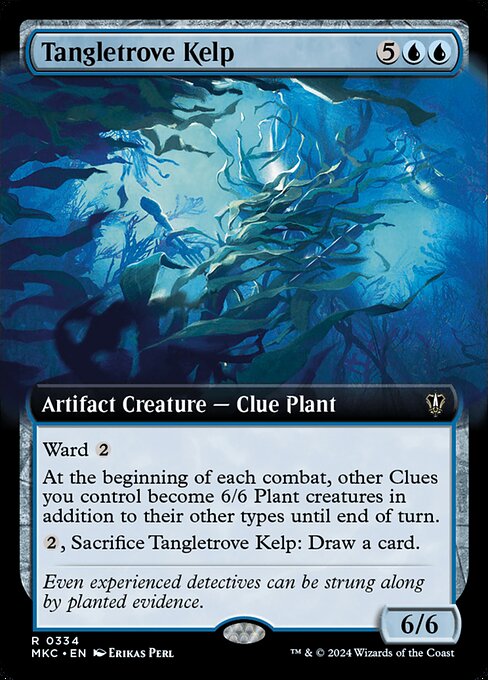 Tangletrove Kelp 5
Artifact Creature — Clue Plant
Ward 2
At the beginning of each combat, other Clues
you control become 6/6 Plant creatures in
addition to their other types until end of turn.
2, Sacrifice Tangletrove Kelp: Draw a card.
Even experienced detectives can be strung along
by planted evidence.
6/6
R 0334
MKC • EN ERIKAS PERL
™ & © 2024 Wizards of the Coast